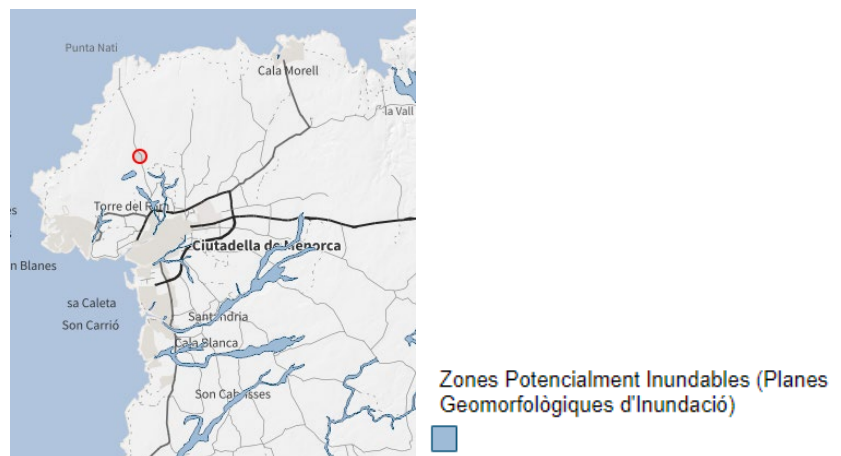 Punta Nati
Cala Morell
la Vall
Torre del Ram
Ciutadella de Menorca
n Blanes
sa Caleta
Santandria
Son Carrió
Cala Blanca
Son Cabrisses
Zones Potencialment Inundables (Planes
Geomorfològiques d'Inundació)